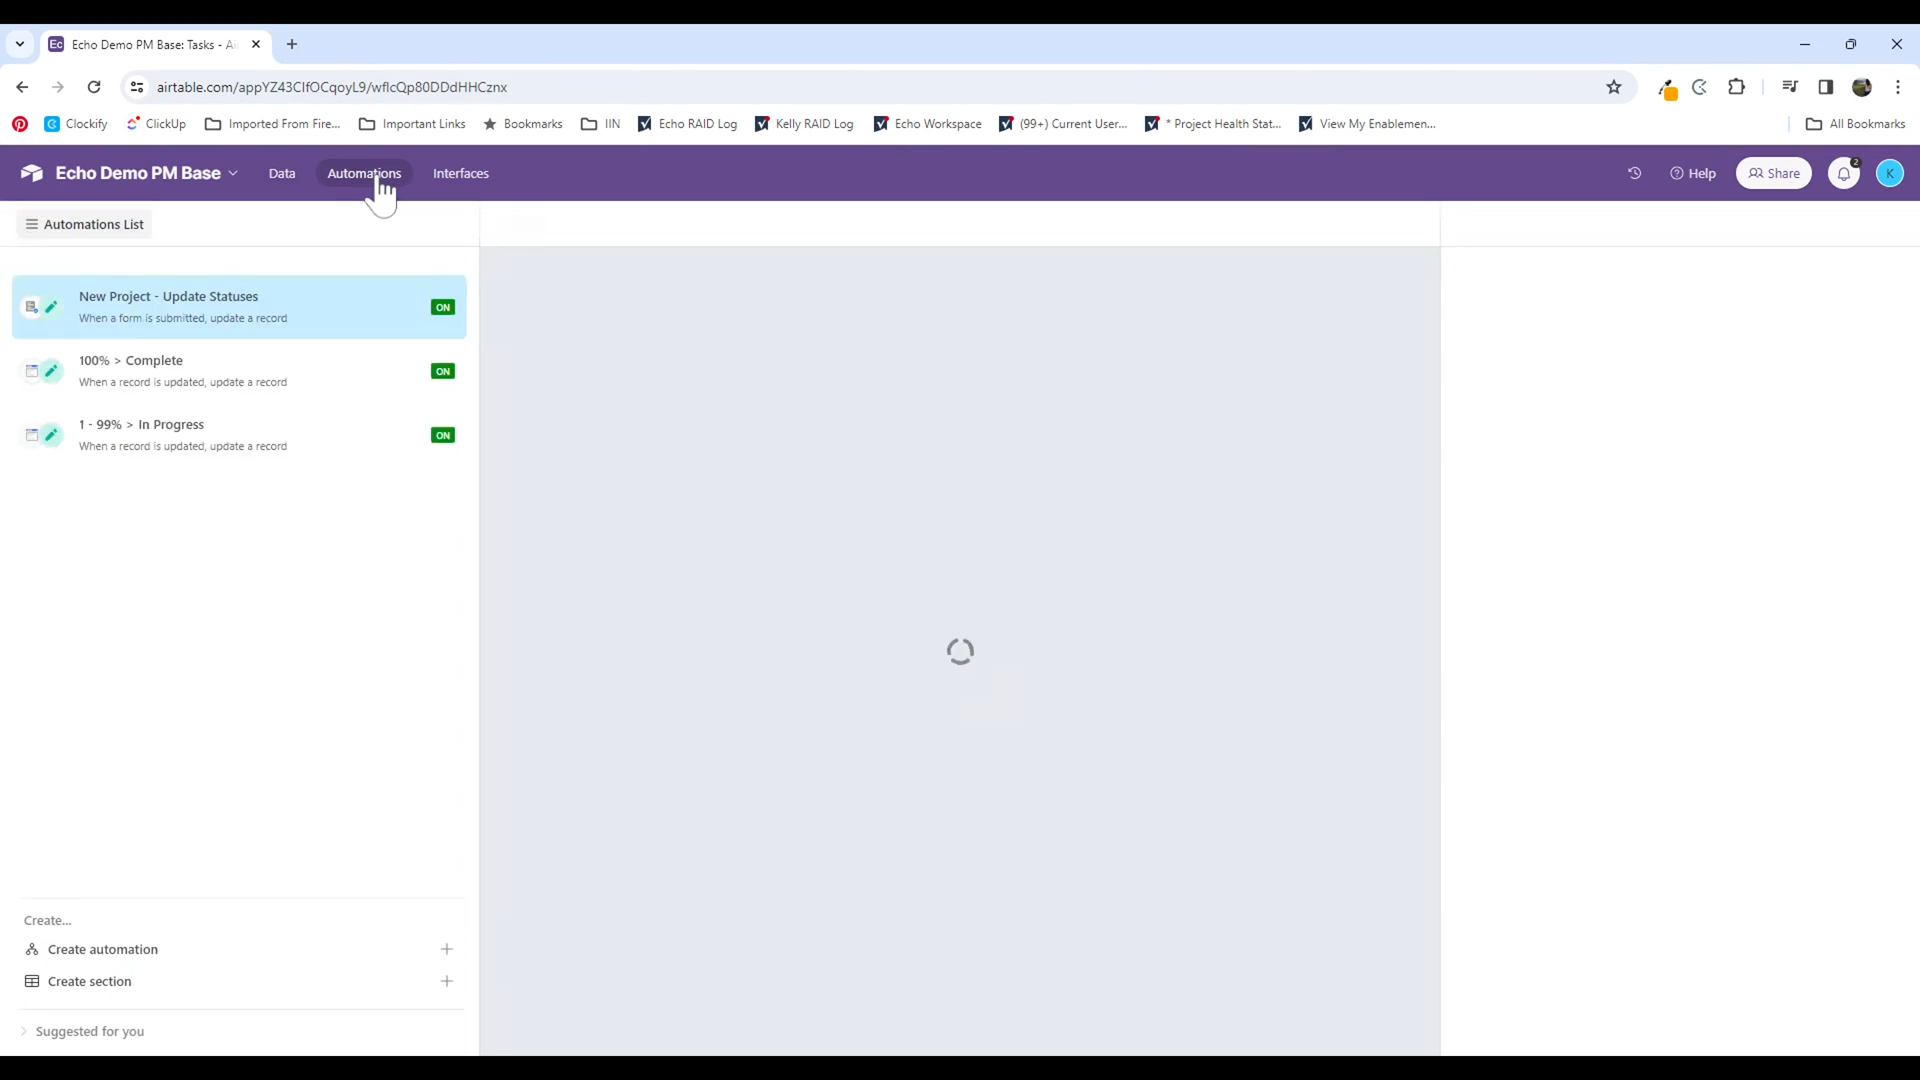 Ec Echo Demo PM Base: Tasks - Ai
airtable.com/appYZ43ClfOCqoyL9/wflcQp80DDdHHCznx
Clockify ClickUp Imported From Fire... Important Links Bookmarks IIN Echo RAID Log Kelly RAID Log Echo Workspace (99+) Current User... * Project Health Stat... View My Enablemen... All Bookmarks
Echo Demo PM Base Data Automations Interfaces Help Share 2 K
Automations List
New Project - Update Statuses
When a form is submitted, update a record
ON
100% > Complete
When a record is updated, update a record
ON
1 - 99% > In Progress
When a record is updated, update a record
ON
Create...
Create automation
Create section
Suggested for you